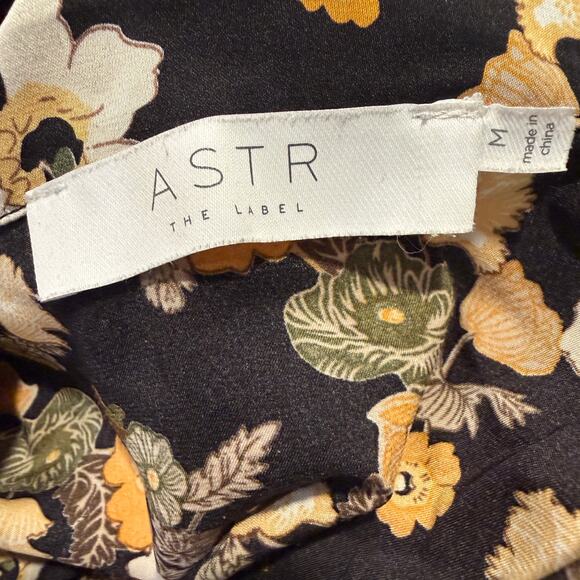 ASTR
THE LABEL
M
made in
china